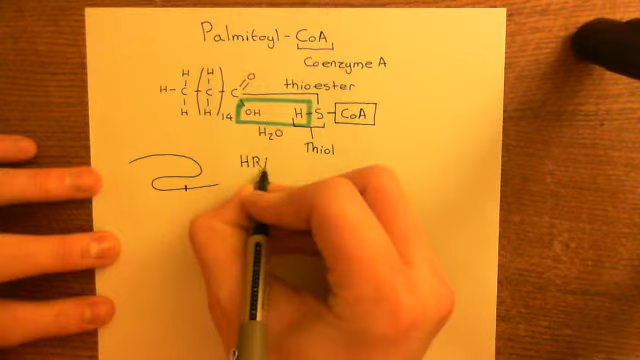 Palmitoyl-CoA
Coenzyme A
thioester
H H O
H-C-(C)-C
H H 14 OH H-S-CoA
H2O
Thiol
HR